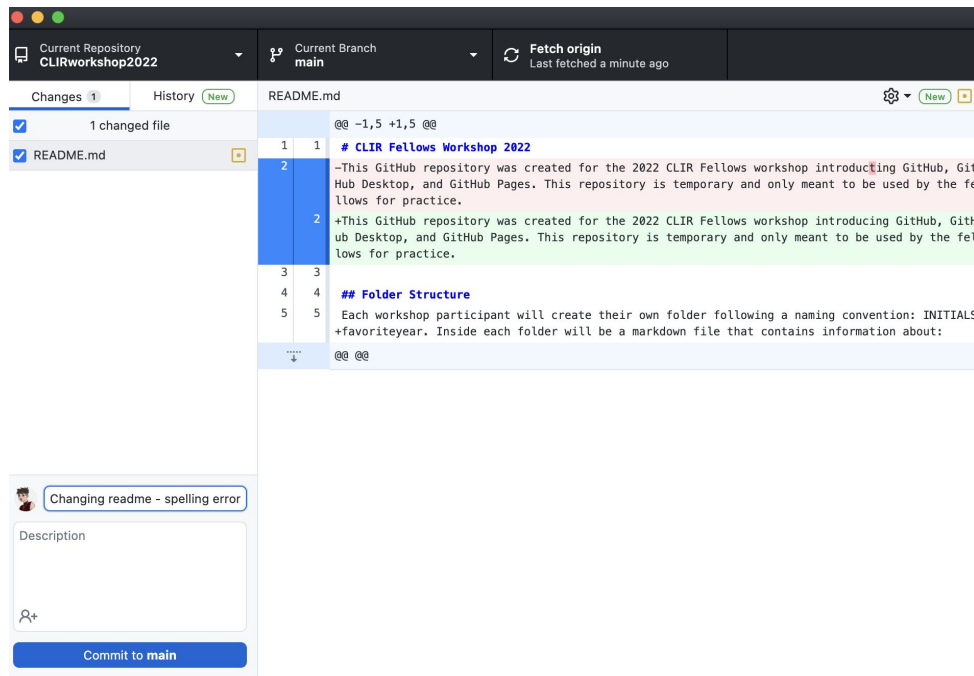 Current Repository
CLIRworkshop2022
Current Branch
main
Fetch origin
Last fetched a minute ago
Changes 1
History New
README.md
New
1 changed file
README.md
@@ -1,5 +1,5 @@
1 1 # CLIR Fellows Workshop 2022
2 -This GitHub repository was created for the 2022 CLIR Fellows workshop introducting GitHub, Git
Hub Desktop, and GitHub Pages. This repository is temporary and only meant to be used by the fe
llows for practice.
2 +This GitHub repository was created for the 2022 CLIR Fellows workshop introducing GitHub, GitH
ub Desktop, and GitHub Pages. This repository is temporary and only meant to be used by the fel
lows for practice.
3 3
4 4 ## Folder Structure
5 5 Each workshop participant will create their own folder following a naming convention: INITIALS
+favoriteyear. Inside each folder will be a markdown file that contains information about:
@@ @@
Changing readme - spelling error
Description
Commit to main